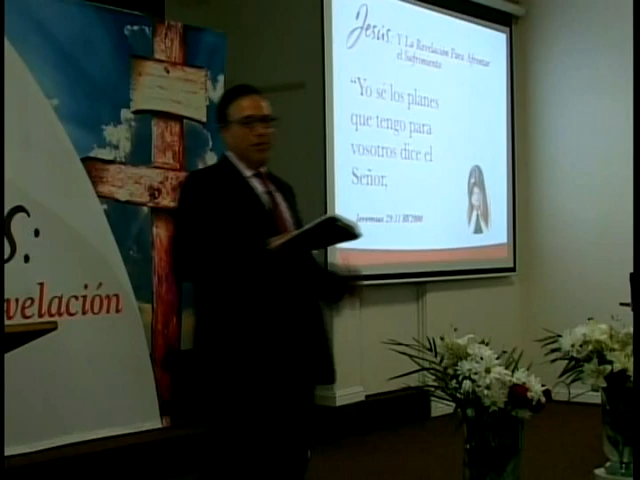 Jesús: Y La Revelación Para Afrontar
el Sufrimiento
“Yo sé los planes
que tengo para
vosotros dice el
Señor,
Jeremías 29:11
s:
velación